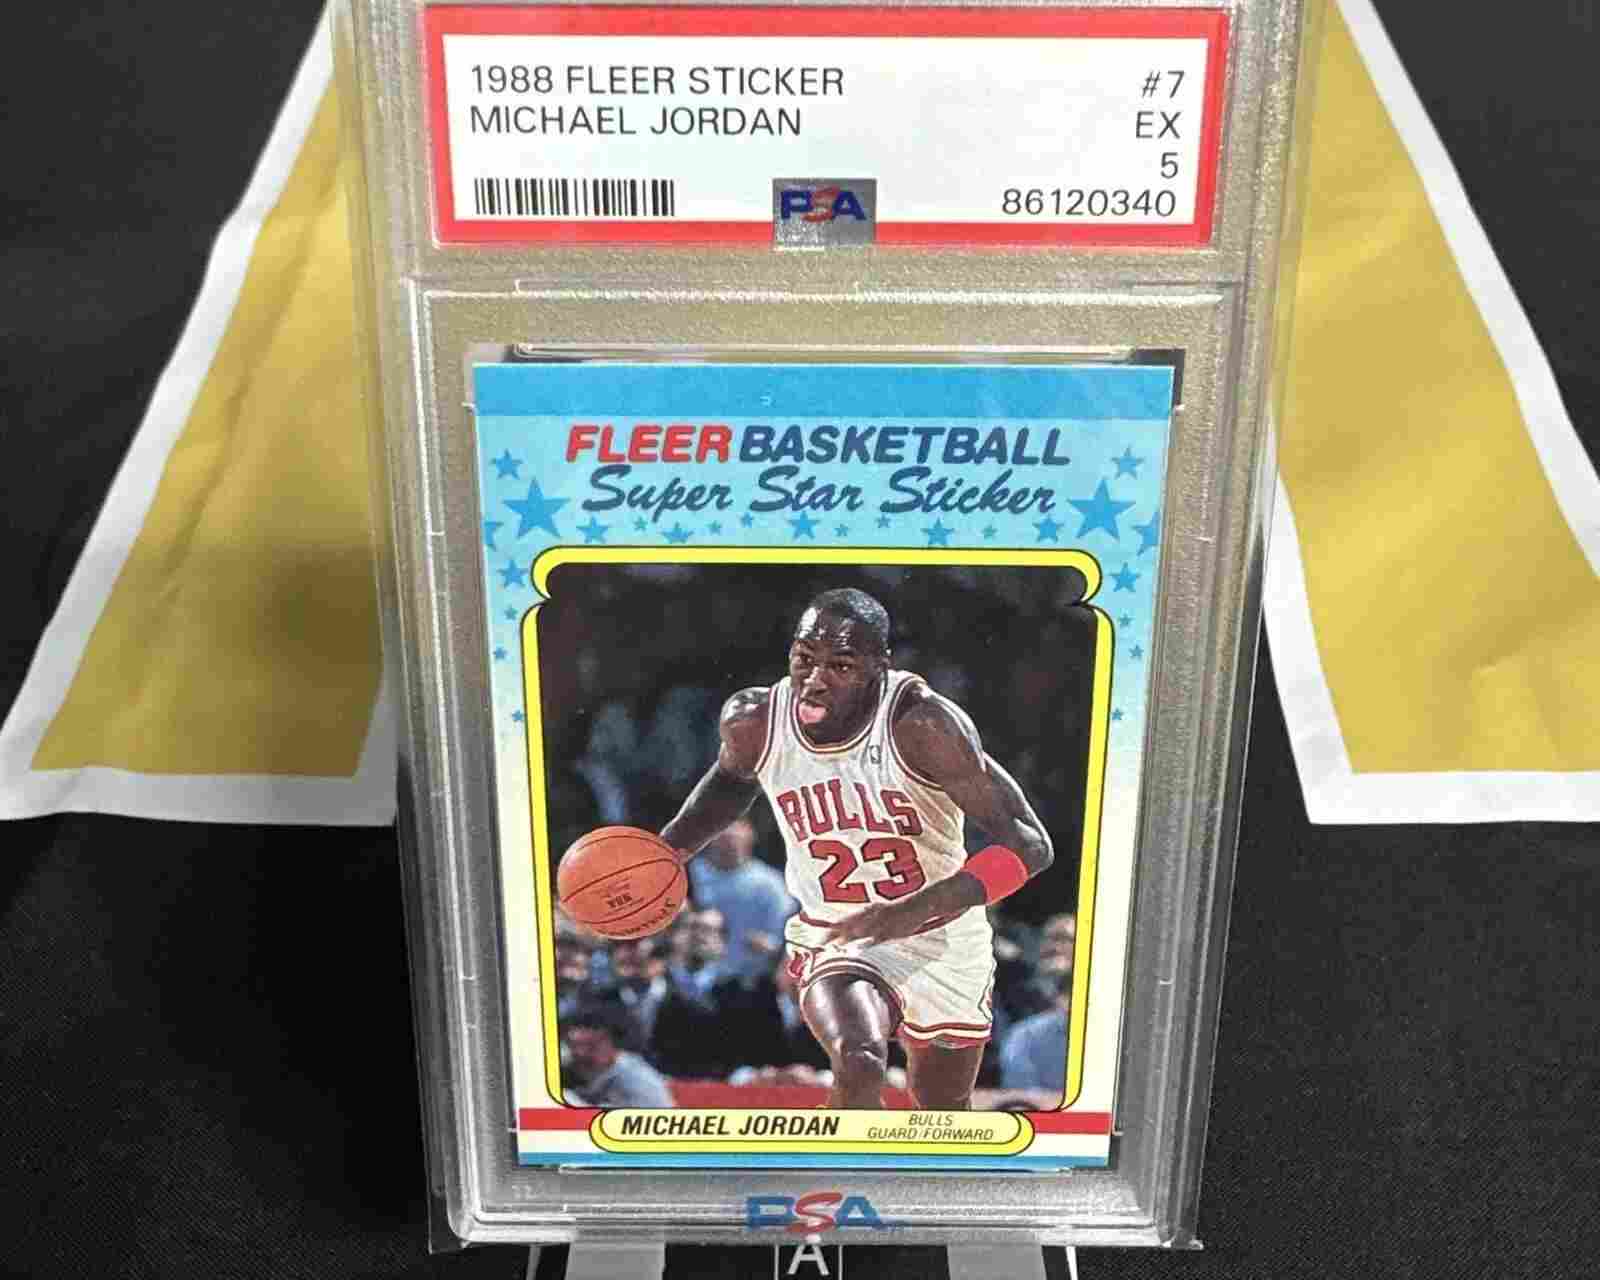 1988 FLEER STICKER #7
MICHAEL JORDAN EX
5
PSA 86120340
FLEER BASKETBALL
Super Star Sticker
BULLS
23
MICHAEL JORDAN BULLS
GUARD/FORWARD
PSA
A